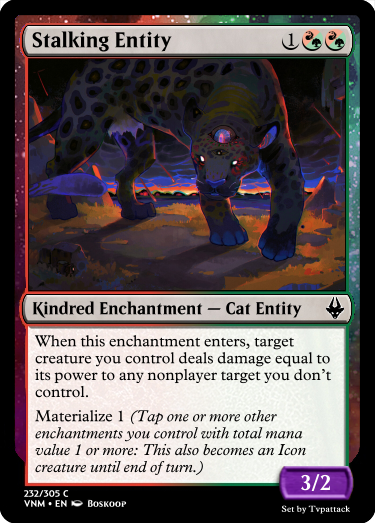 Stalking Entity 1
Kindred Enchantment — Cat Entity
When this enchantment enters, target
creature you control deals damage equal to
its power to any nonplayer target you don't
control.
Materialize 1 (Tap one or more other
enchantments you control with total mana
value 1 or more: This also becomes an Icon
creature until end of turn.)
3/2
232/305 C
VNM • EN Boskoop
Set by Tvpattack